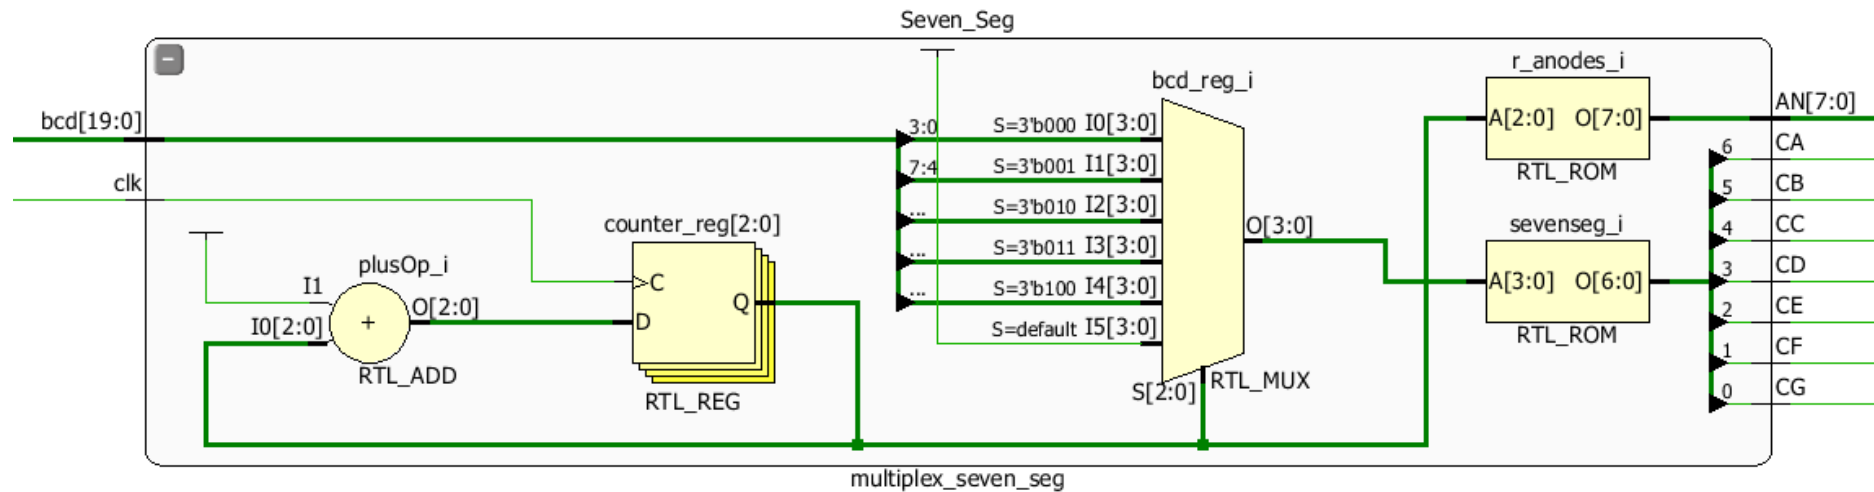 Seven_Seg
bcd[19:0]
clk
I1
I0[2:0]
plusOp_i
+
O[2:0]
RTL_ADD
counter_reg[2:0]
C
D
Q
RTL_REG
3:0
7:4
...
...
...
S=3'b000 I0[3:0]
S=3'b001 I1[3:0]
S=3'b010 I2[3:0]
S=3'b011 I3[3:0]
S=3'b100 I4[3:0]
S=default I5[3:0]
bcd_reg_i
O[3:0]
S[2:0]
RTL_MUX
r_anodes_i
A[2:0] O[7:0]
RTL_ROM
sevenseg_i
A[3:0] O[6:0]
RTL_ROM
AN[7:0]
6 CA
5 CB
4 CC
3 CD
2 CE
1 CF
0 CG
multiplex_seven_seg